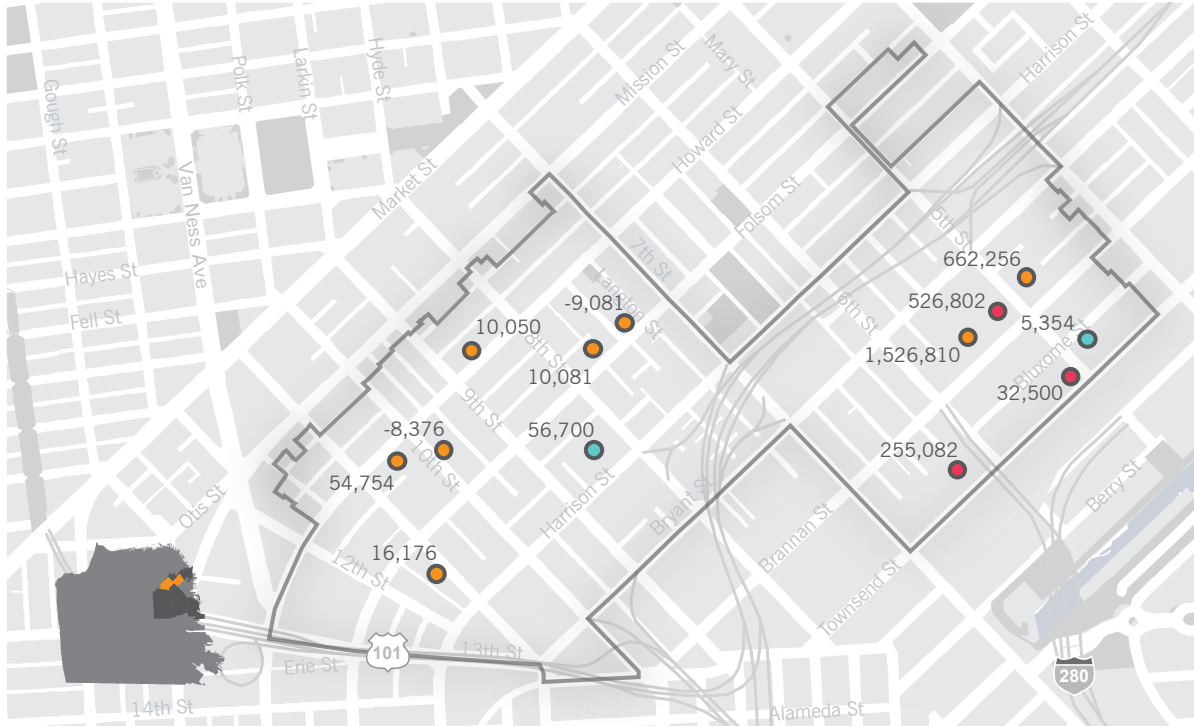 Gough St
Polk St
Larkin St
Hyde St
Van Ness Ave
Market St
Mission St
Mary St
Howard St
Folsom St
Harrison St
Hayes St
Fell St
7th St
Langton St
8th St
9th St
10th St
5th St
6th St
662,256
526,802
5,354
1,526,810
Bluxome St
32,500
-9,081
10,050
10,081
-8,376
56,700
54,754
255,082
Otis St
Harrison St
Bryant St
Brannan St
Berry St
16,176
12th St
Townsend St
101
13th St
Erie St
280
14th St
Alameda St